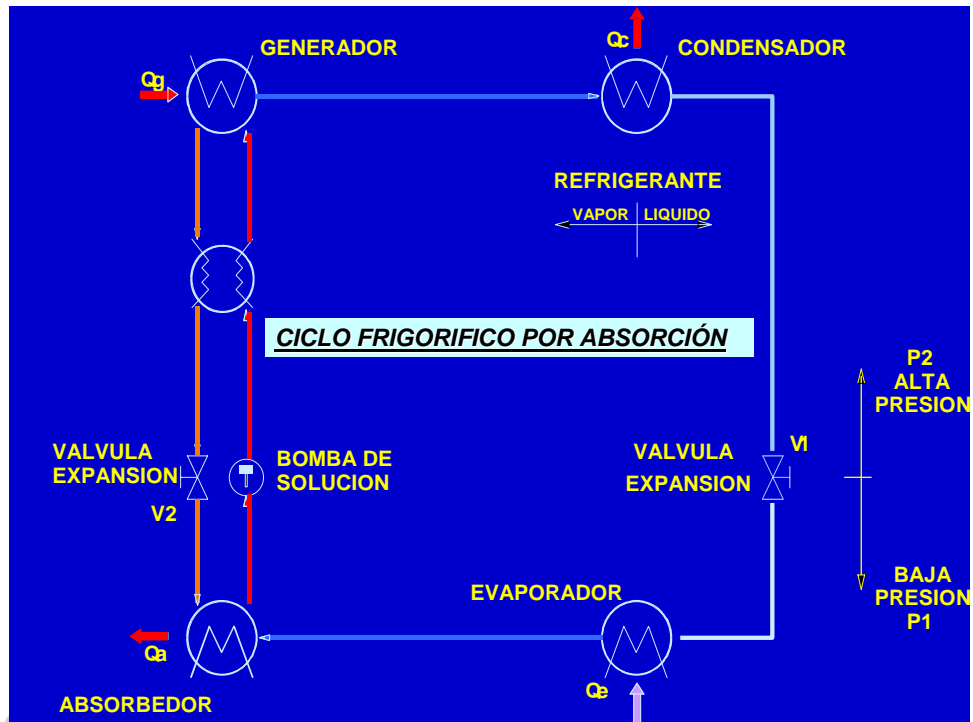 GENERADOR
Qc
CONDENSADOR
Qg
REFRIGERANTE
VAPOR LIQUIDO
CICLO FRIGORIFICO POR ABSORCIÓN
P2
ALTA
PRESION
VALVULA
EXPANSION
V2
BOMBA DE
SOLUCION
VALVULA
EXPANSION
V1
BAJA
PRESION
P1
EVAPORADOR
Qa
Qe
ABSORBEDOR